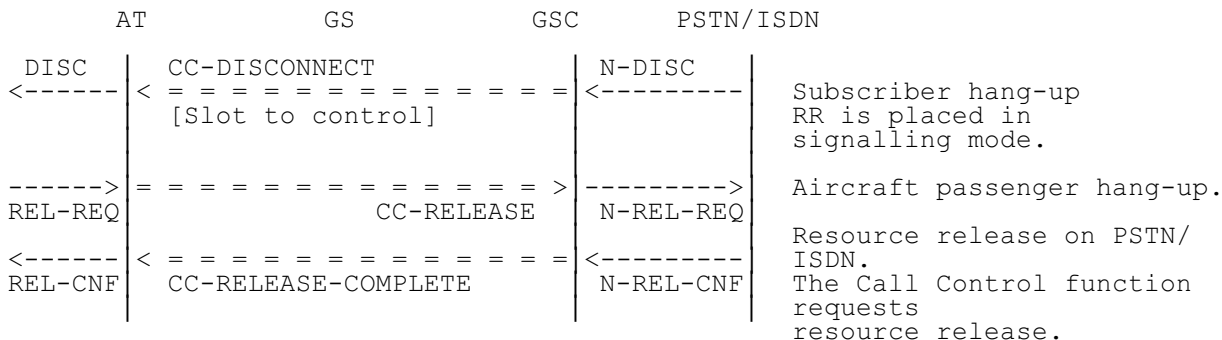 AT GS GSC PSTN/ISDN
DISC CC-DISCONNECT N-DISC
<------ < = = = = = = = = = = = = = = <--------- Subscriber hang-up
[Slot to control] RR is placed in
signalling mode.
------> = = = = = = = = = = = = = = > ---------> Aircraft passenger hang-up.
REL-REQ CC-RELEASE N-REL-REQ
Resource release on PSTN/
<------ < = = = = = = = = = = = = = = <--------- ISDN.
REL-CNF CC-RELEASE-COMPLETE N-REL-CNF The Call Control function
requests
resource release.